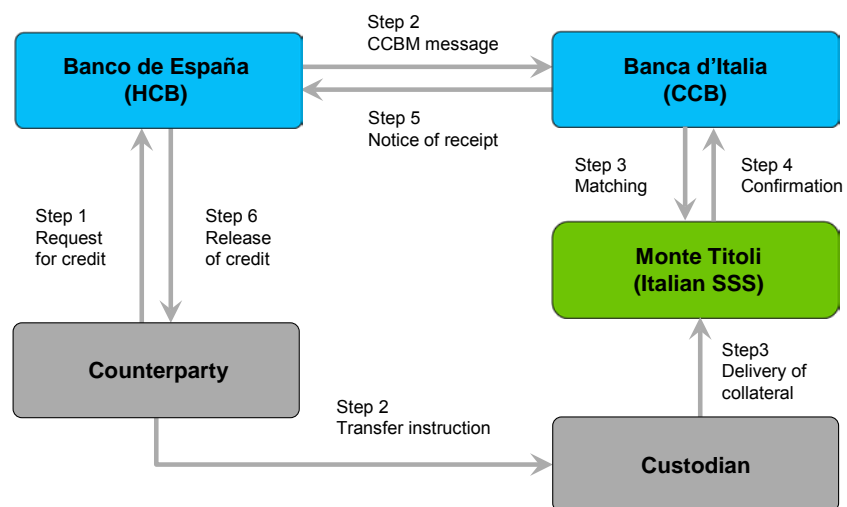 Step 2
CCBM message
Banco de España
(HCB)
Banca d'Italia
(CCB)
Step 5
Notice of receipt
Step 3
Matching
Step 4
Confirmation
Step 1
Request
for credit
Step 6
Release
of credit
Monte Titoli
(Italian SSS)
Counterparty
Step3
Delivery of
collateral
Step 2
Transfer instruction
Custodian